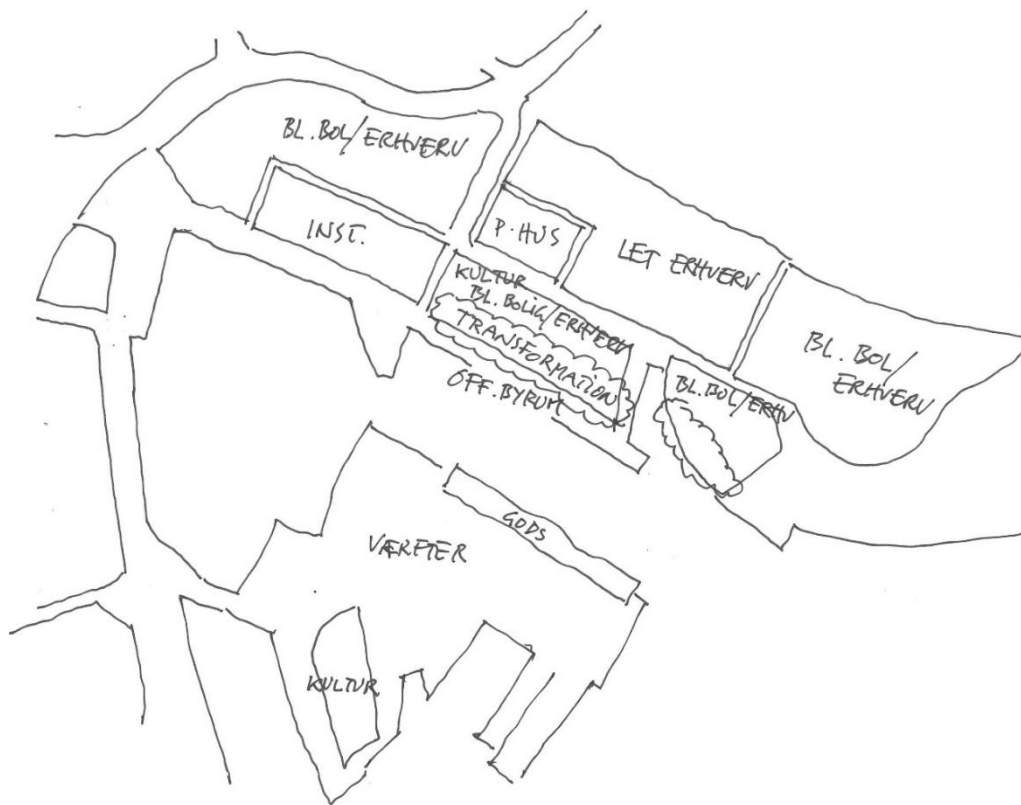 BL. BOL/ERHVERV
INST.
P-HUS
LET ERHVERV
KULTUR
BL. BOLIG/ERHVERV
TRANSFORMATION
OFF. BYRUM
BL. BOL/ERHV
BL. BOL/
ERHVERV
GODS
VÆRFTER
KULTUR